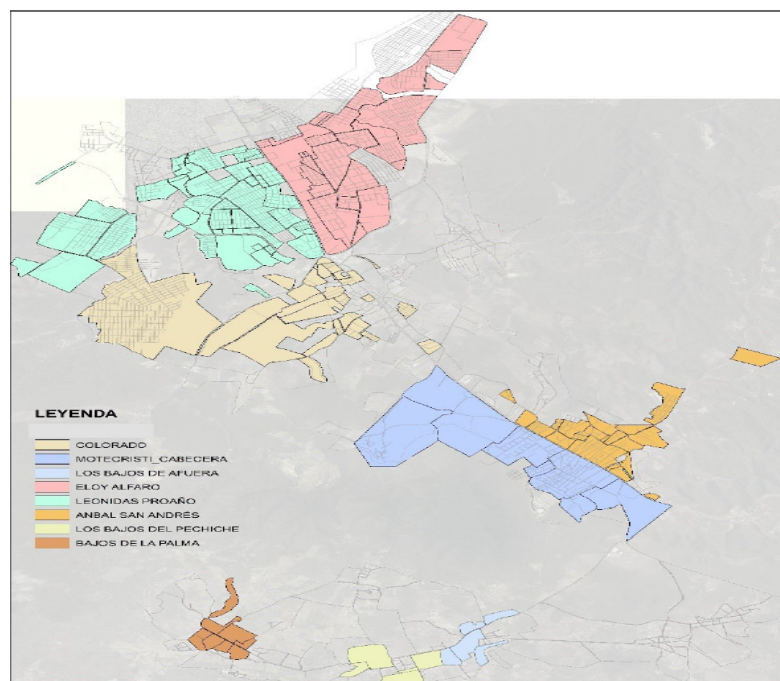 LEYENDA
COLORADO
MOTECRISTI_CABECERA
LOS BAJOS DE AFUERA
ELOY ALFARO
LEONIDAS PROAÑO
ANBAL SAN ANDRÉS
LOS BAJOS DEL PECHICHE
BAJOS DE LA PALMA